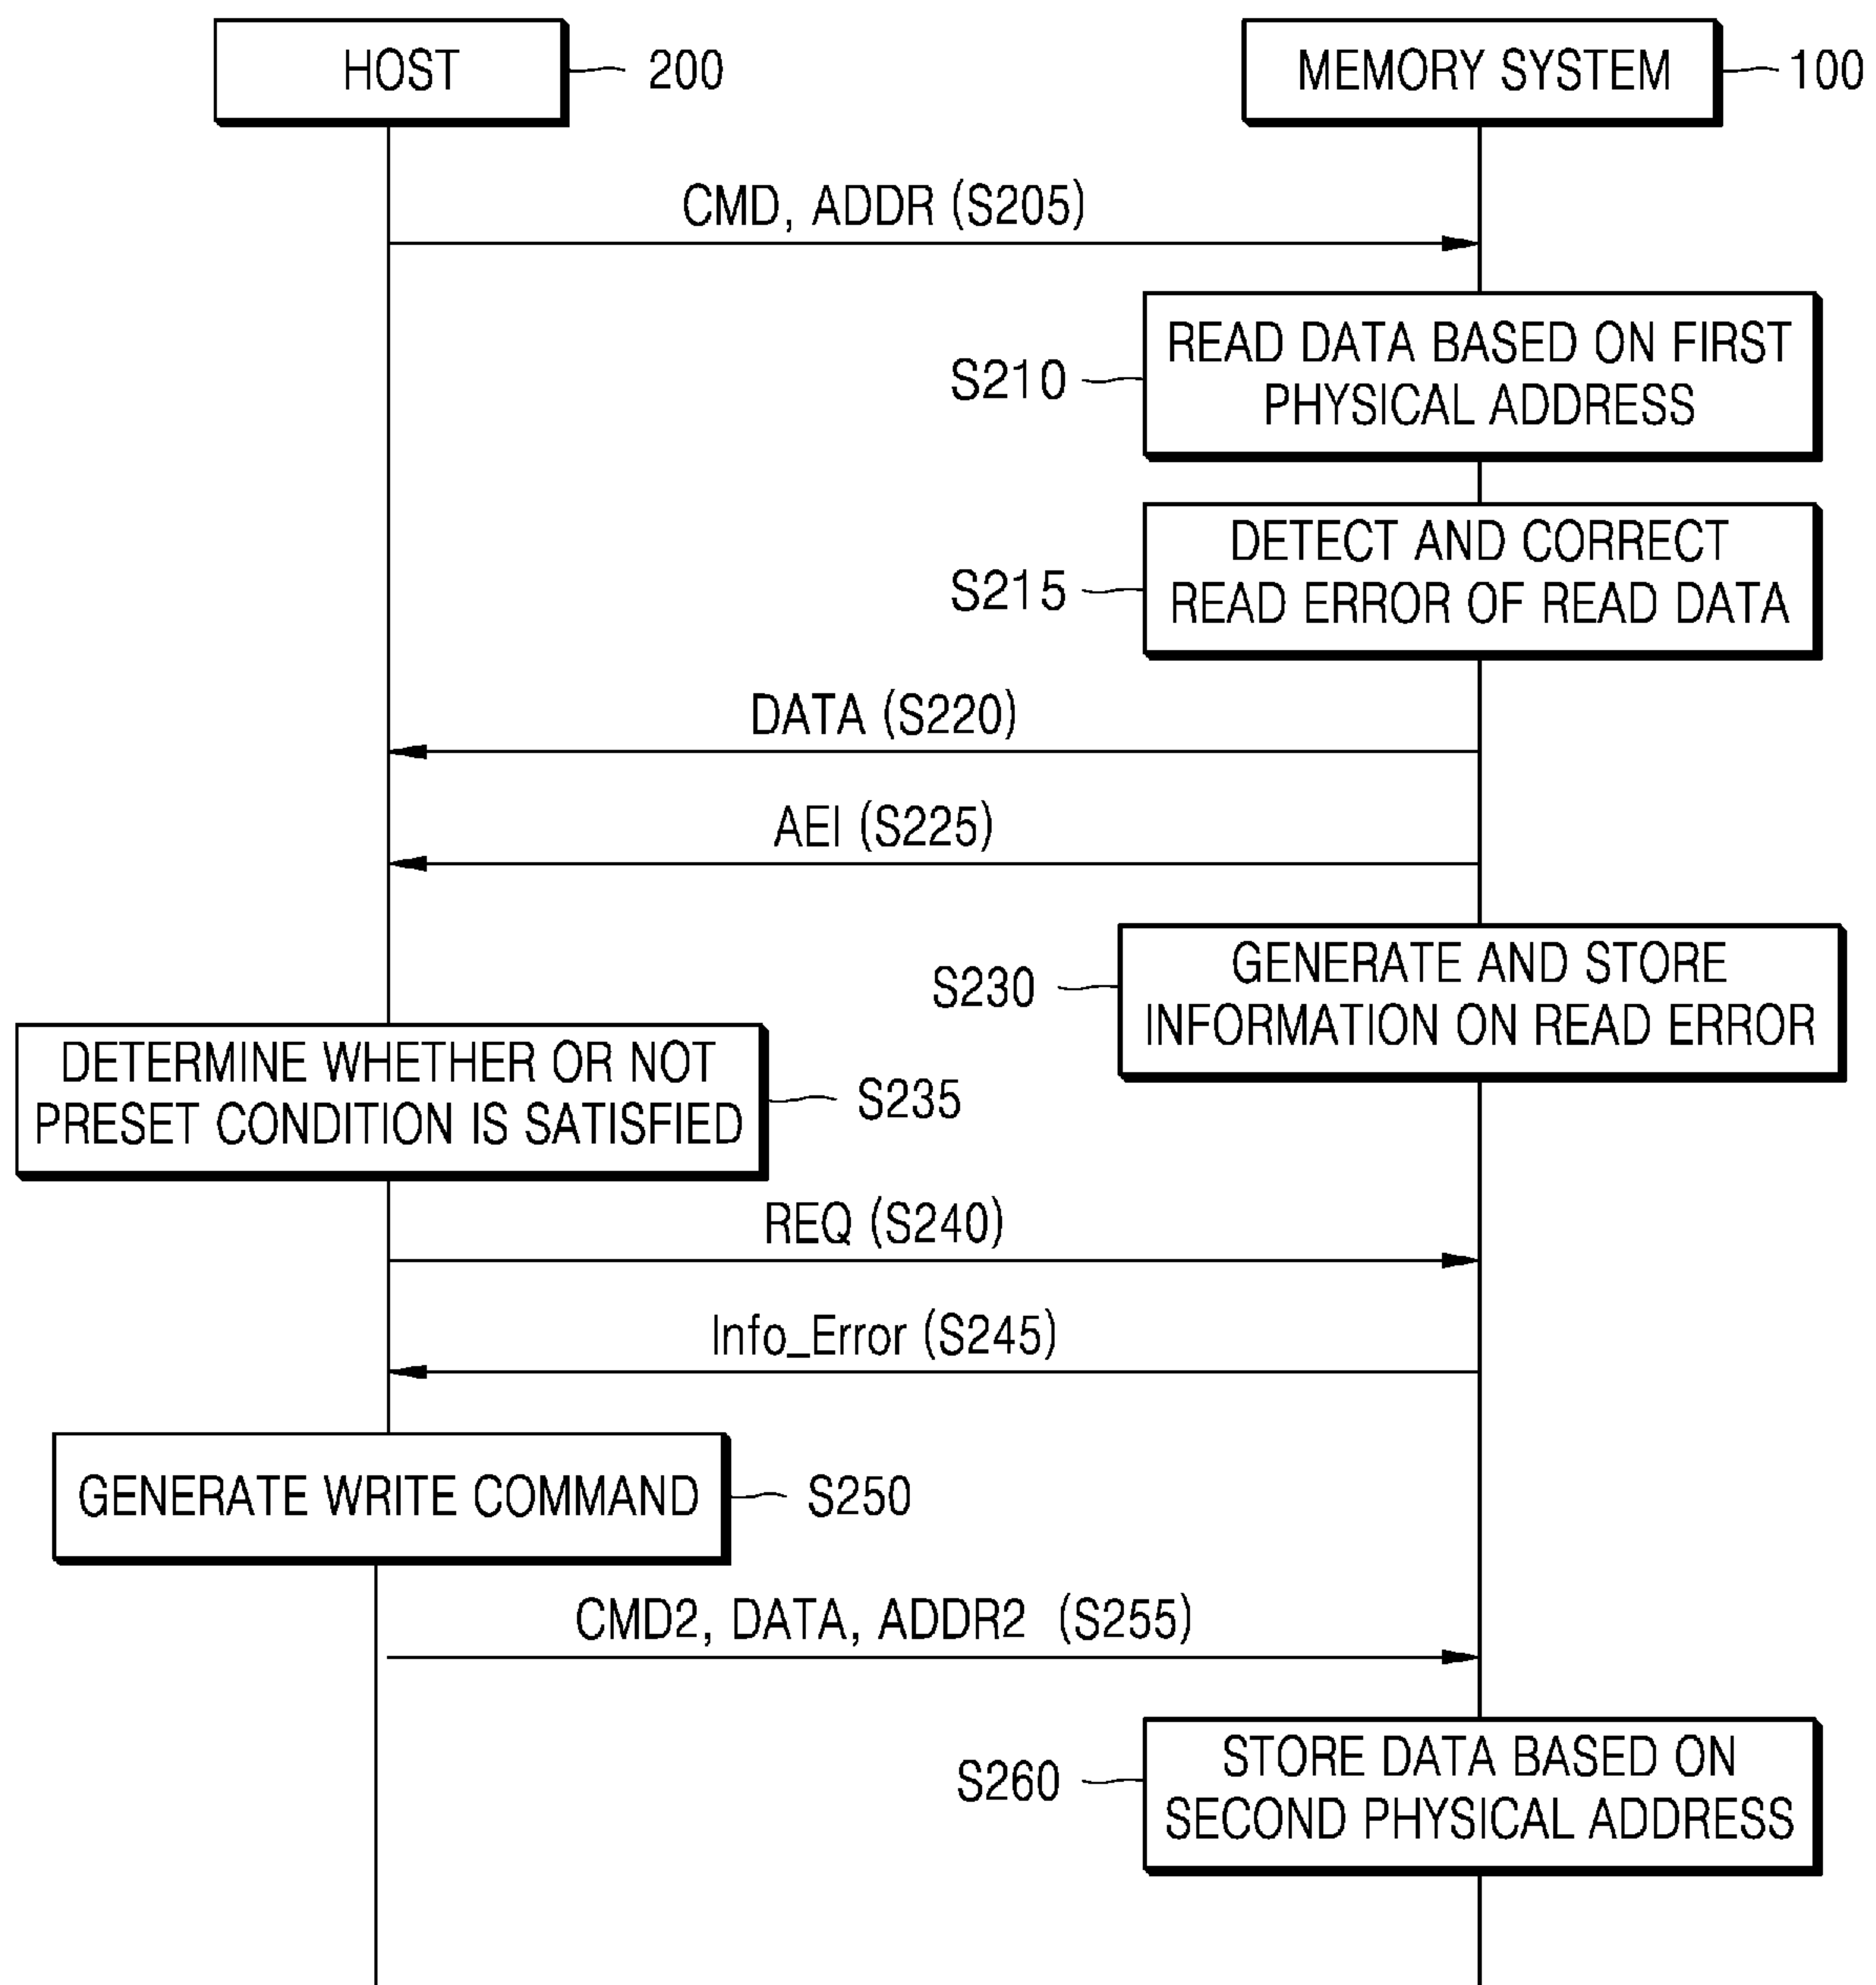 HOST
200
MEMORY SYSTEM
100
CMD, ADDR (S205)
READ DATA BASED ON FIRST
PHYSICAL ADDRESS
S210
DETECT AND CORRECT
READ ERROR OF READ DATA
S215
DATA (S220)
AEI (S225)
GENERATE AND STORE
INFORMATION ON READ ERROR
S230
DETERMINE WHETHER OR NOT
PRESET CONDITION IS SATISFIED
S235
REQ (S240)
Info_Error (S245)
GENERATE WRITE COMMAND
S250
CMD2, DATA, ADDR2 (S255)
STORE DATA BASED ON
SECOND PHYSICAL ADDRESS
S260